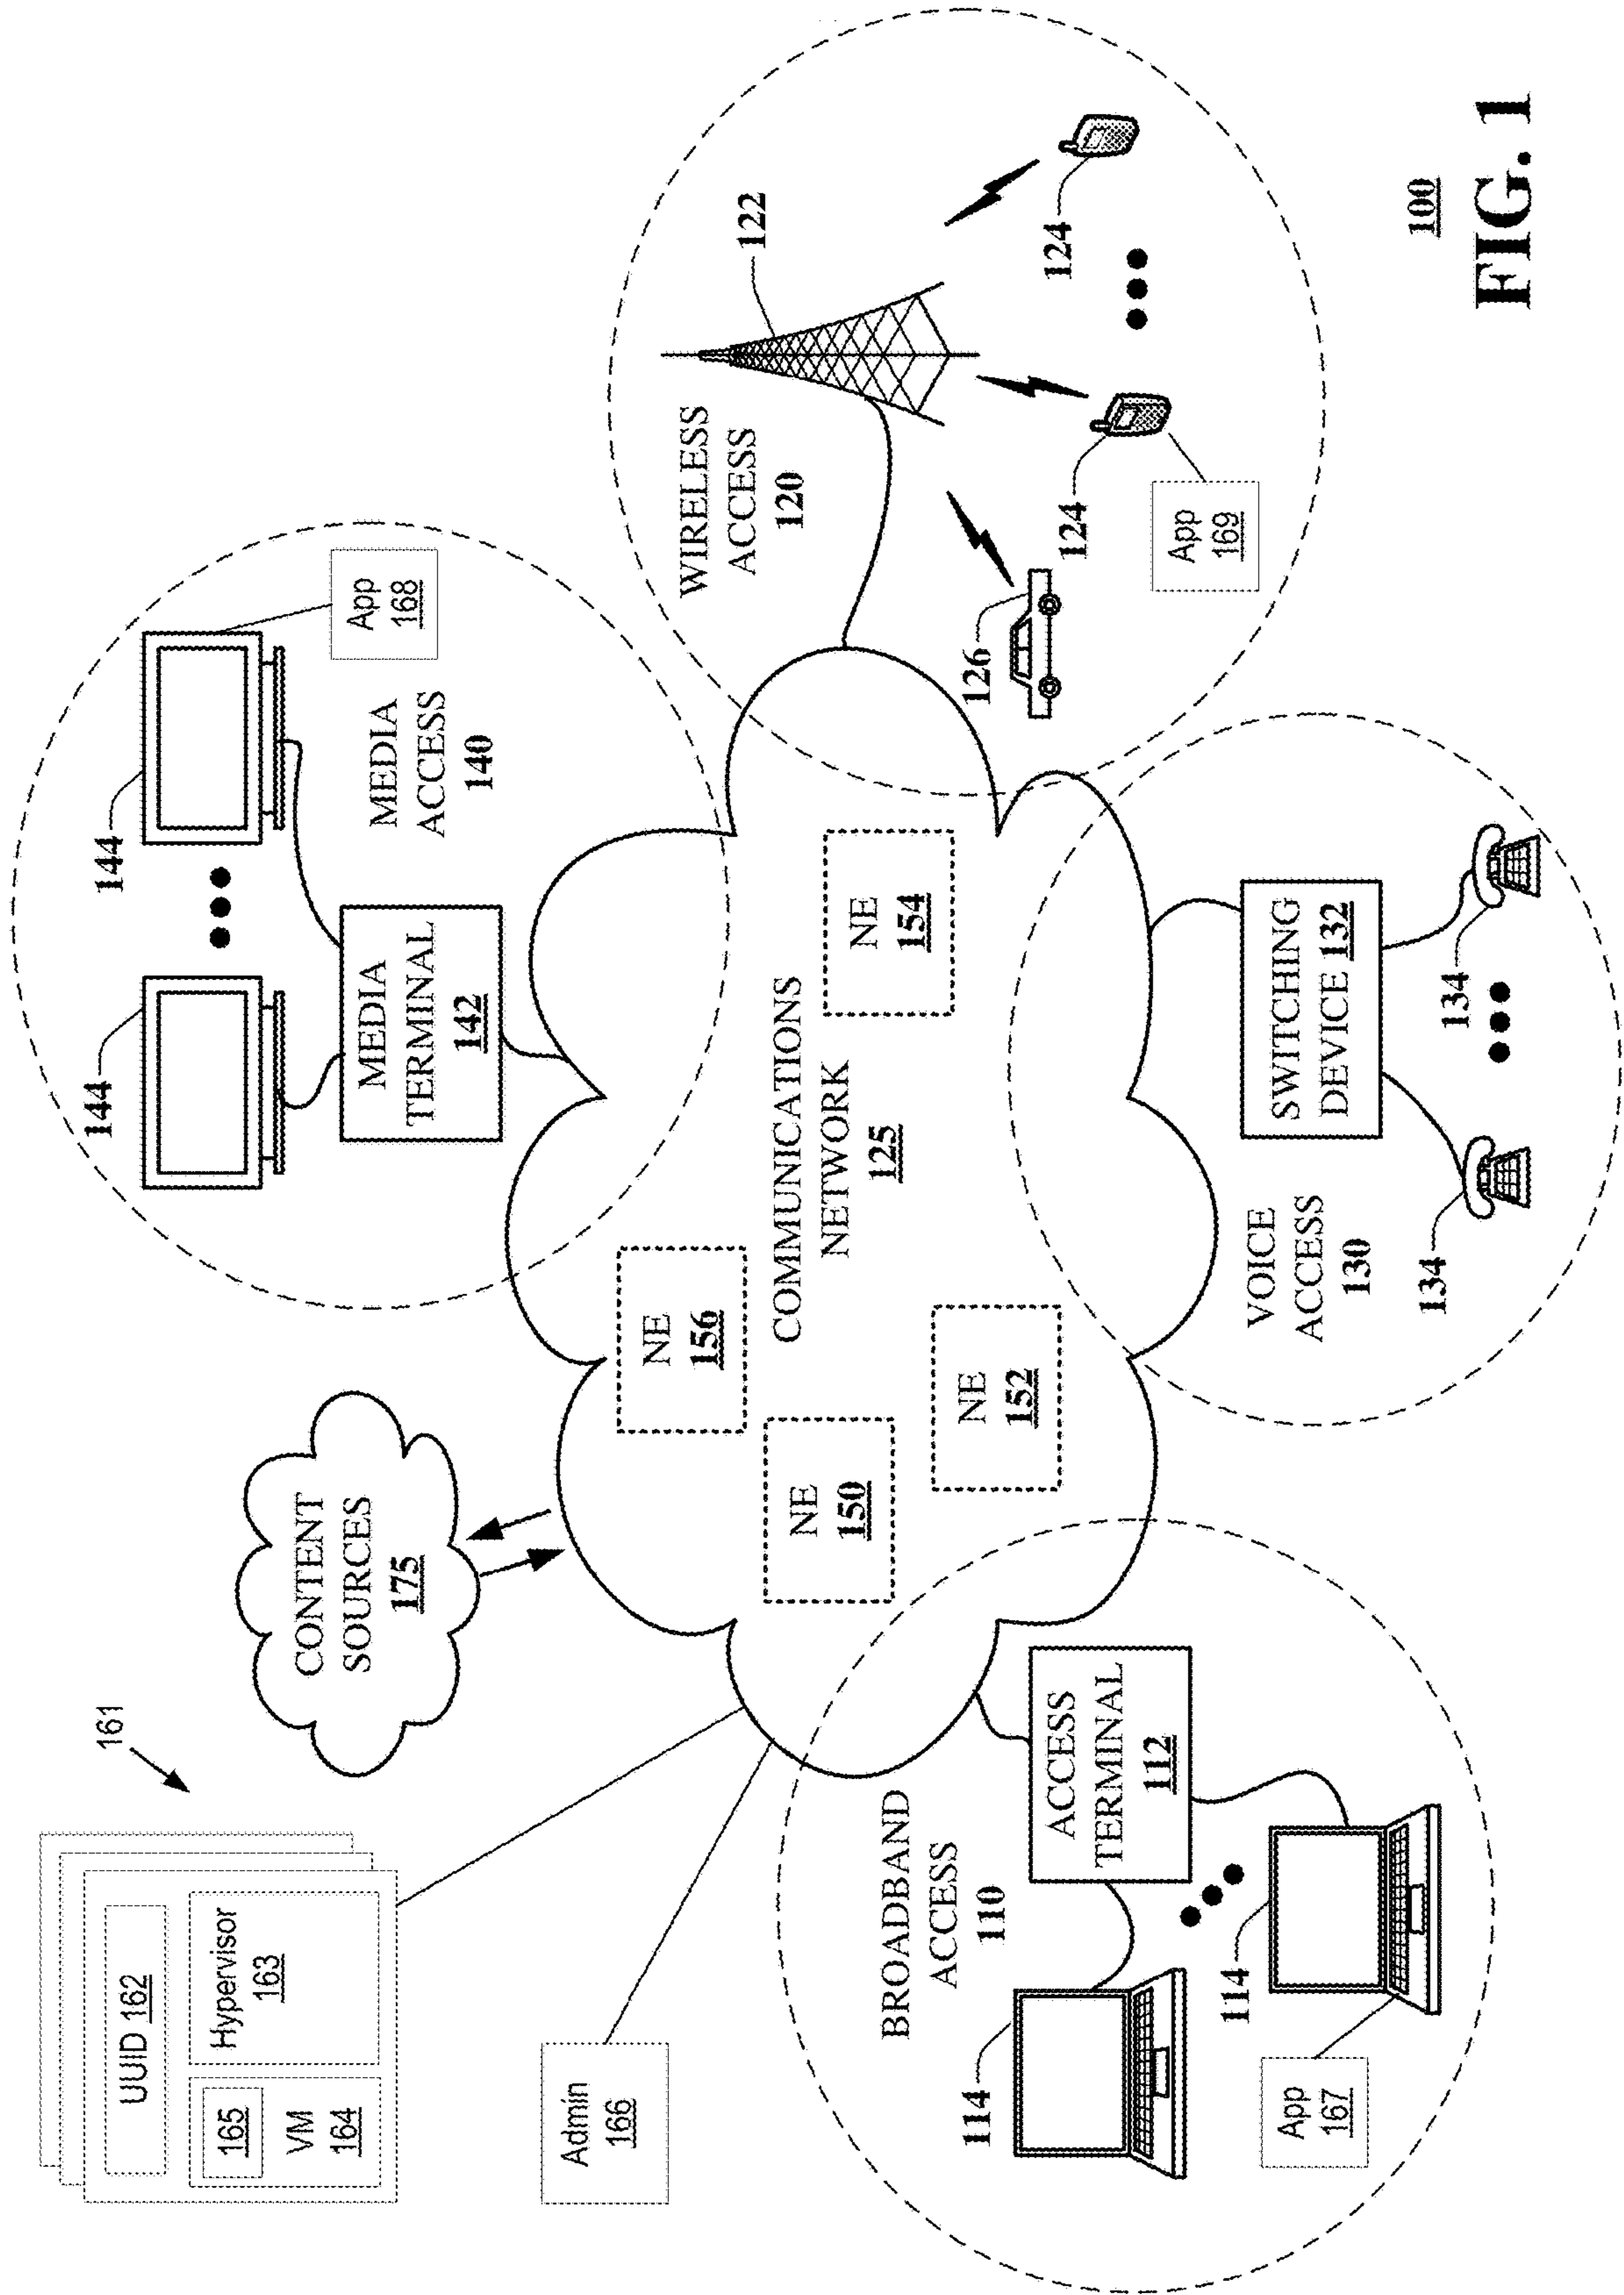 161
UUID 162
165
VM
164
Hypervisor
163
CONTENT
SOURCES
175
144
144
App
168
MEDIA
TERMINAL
142
MEDIA
ACCESS
140
Admin
166
NE
156
NE
150
NE
152
NE
154
COMMUNICATIONS
NETWORK
125
WIRELESS
ACCESS
120
122
124
124
126
App
169
BROADBAND
ACCESS
110
ACCESS
TERMINAL
112
114
114
App
167
VOICE
ACCESS
130
SWITCHING
DEVICE 132
134
134
100
FIG. 1